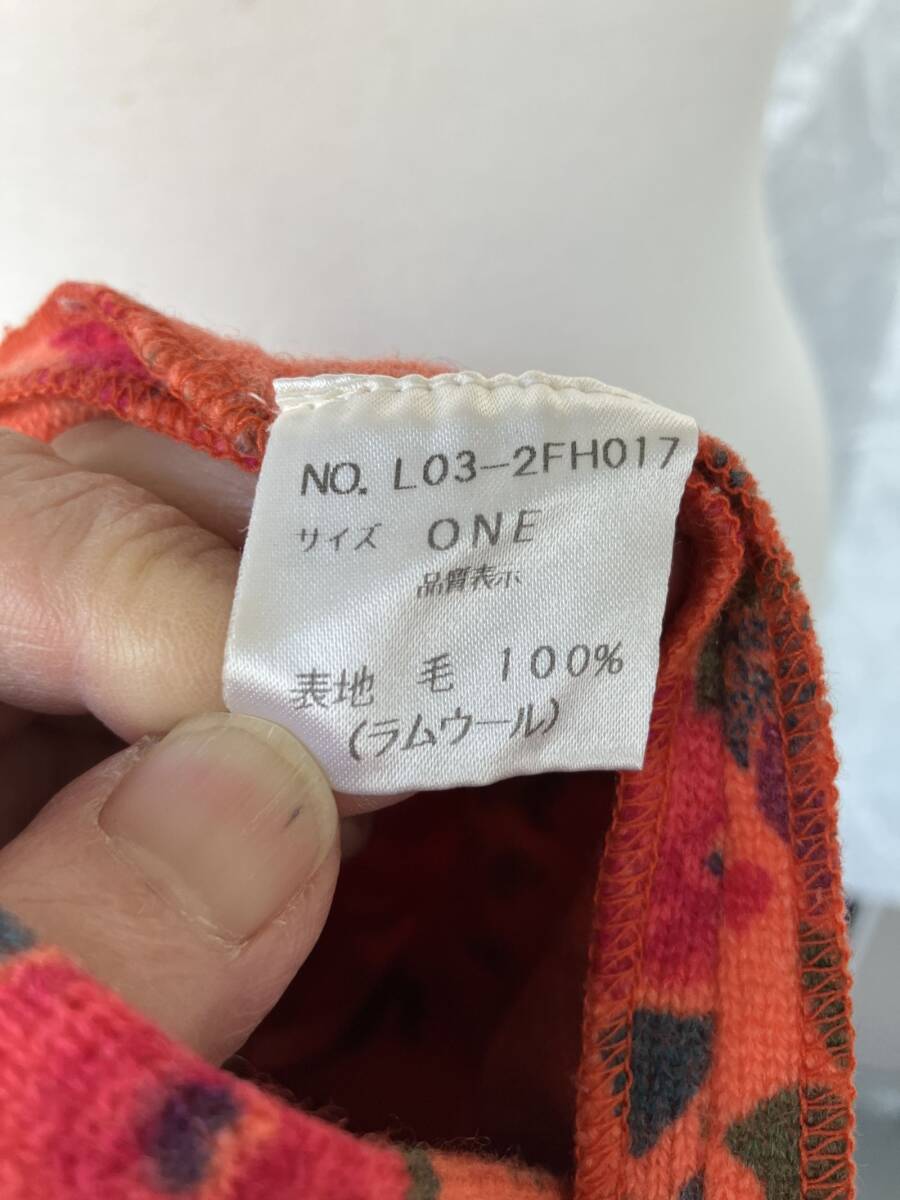 NO. L03-2FH017
サイズ ONE
品質表示
表地 毛 100%
(ラムウール)